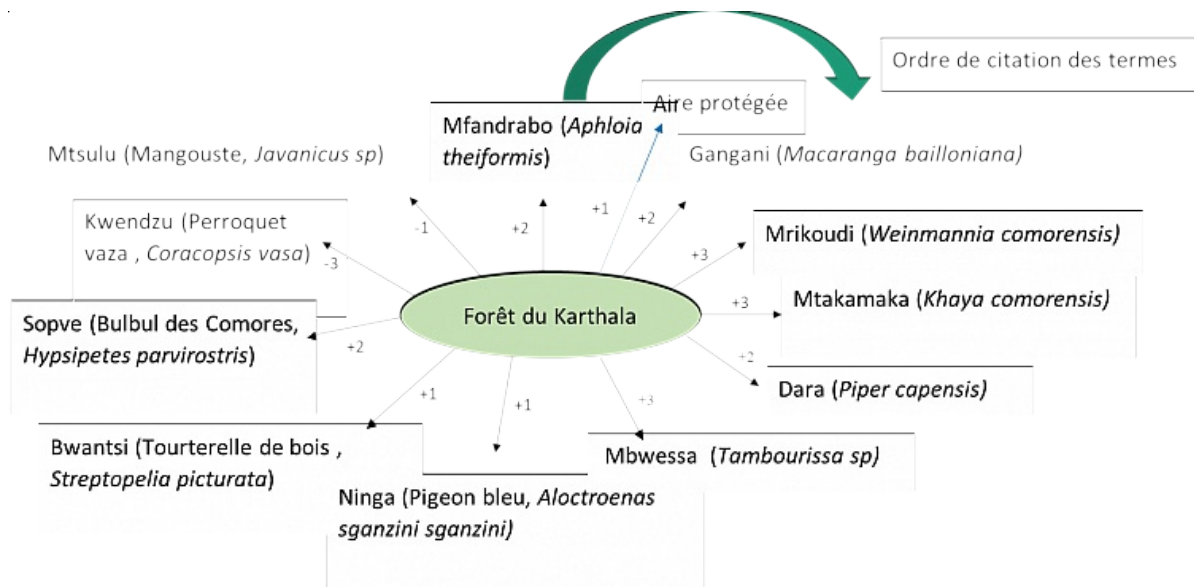 Ordre de citation des termes
Aire protégée
Mfandrabo (Aphloia
theiformis)
Mtsulu (Mangouste, Javanicus sp)
Gangani (Macaranga bailloniana)
Kwendzu (Perroquet
vaza , Coracopsis vasa)
-1
+2
+1
+2
-3
+3
Mrikoudi (Weinmannia comorensis)
Sopve (Bulbul des Comores,
Hypsipetes parvirostris)
+2
Forêt du Karthala
+3
Mtakamaka (Khaya comorensis)
+2
Dara (Piper capensis)
+1
+1
+3
Bwantsi (Tourterelle de bois ,
Streptopelia picturata)
Mbwessa (Tambourissa sp)
Ninga (Pigeon bleu, Aloctroenas
sganzini sganzini)